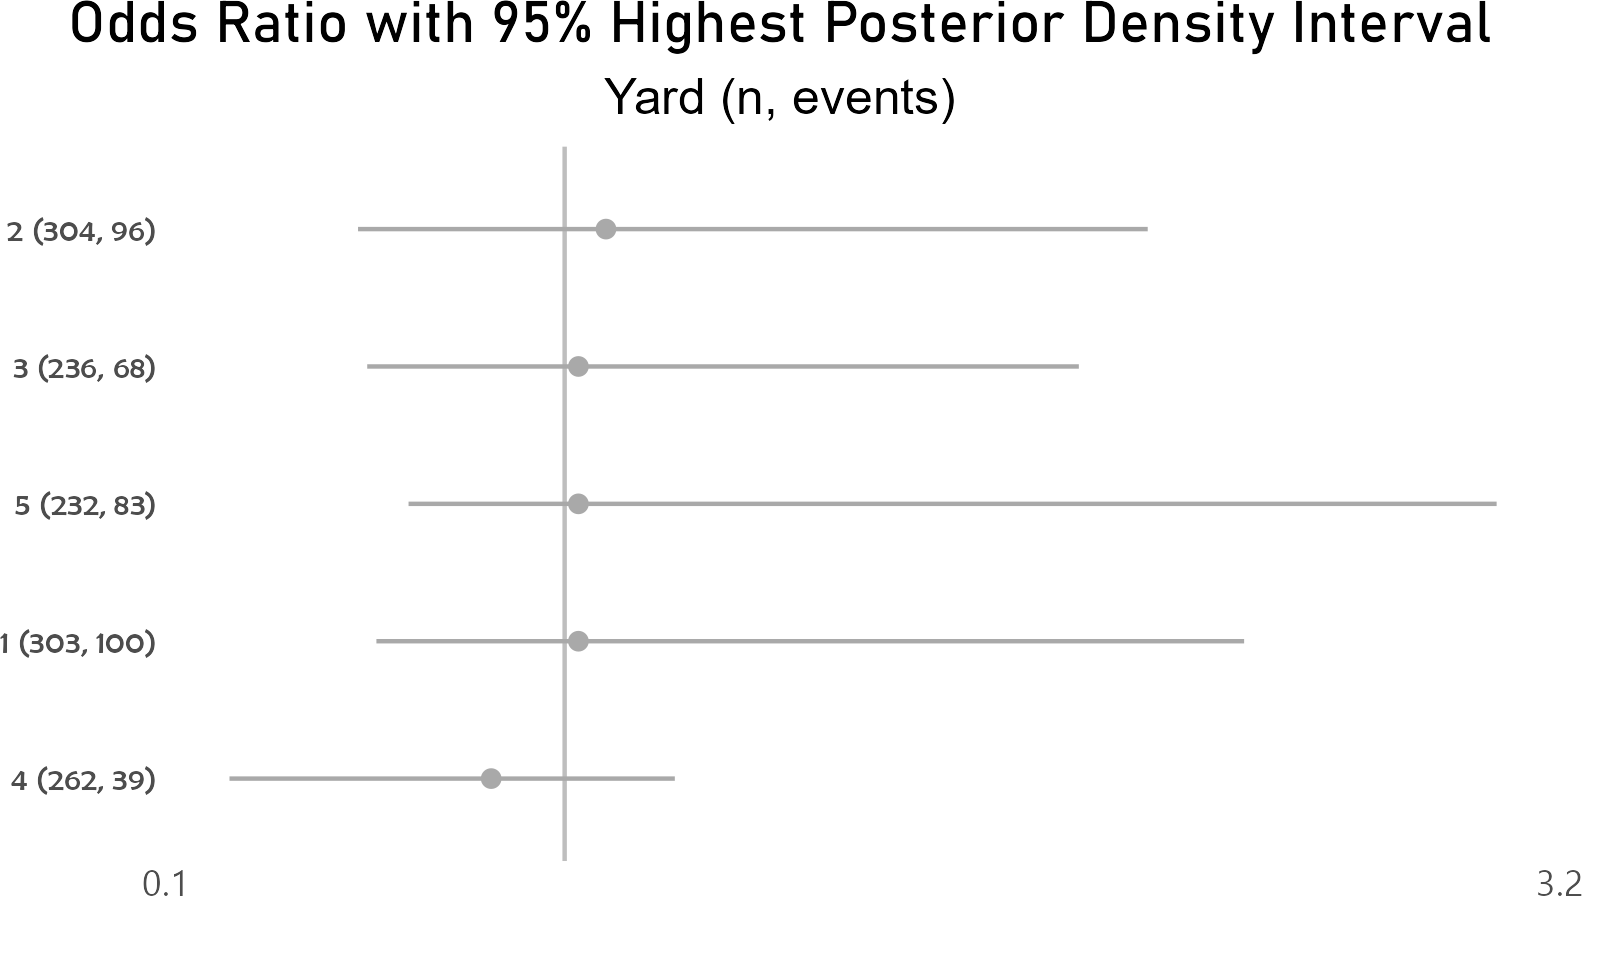 Odds Ratio with 95% Highest Posterior Density Interval
Yard (n, events)
2 (304, 96)
3 (236, 68)
5 (232, 83)
1 (303, 100)
4 (262, 39)
0.1 3.2